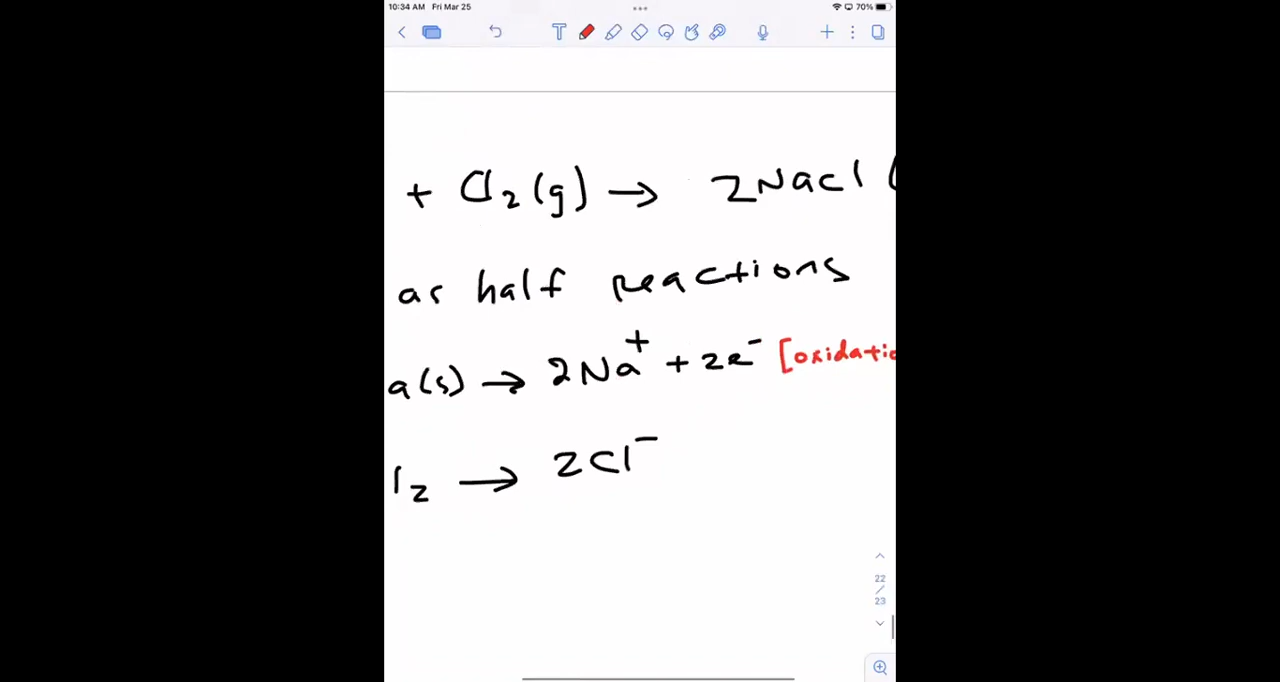 10:34 AM Fri Mar 25
70%
+ Cl₂(g) → 2NaCl (
as half reactions
a(s) → 2Na⁺ + 2e⁻ [oxidatio
l₂ → 2Cl⁻
22
/
23